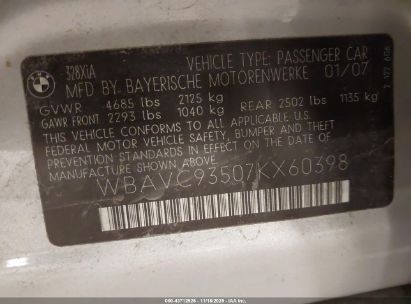 BMW
328XiA
VEHICLE TYPE: PASSENGER CAR
MFD BY: BAYERISCHE MOTORENWERKE 01/07
GVWR 4685 lbs 2125 kg
GAWR FRONT 2293 lbs 1040 kg REAR 2502 lbs 1135 kg
THIS VEHICLE CONFORMS TO ALL APPLICABLE
FEDERAL MOTOR VEHICLE SAFETY, BUMPER AND THEFT
PREVENTION STANDARDS IN EFFECT ON THE DATE OF
MANUFACTURE SHOWN ABOVE.
WBAVC93507KX60398